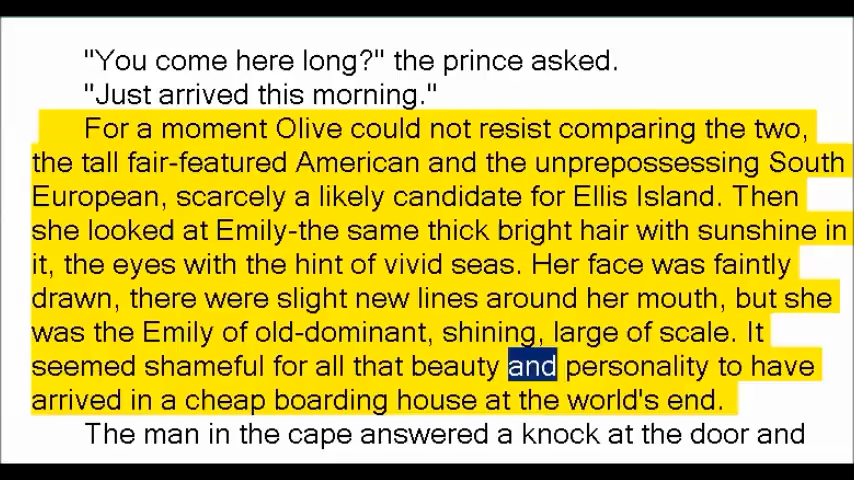 "You come here long?" the prince asked.
"Just arrived this morning."
For a moment Olive could not resist comparing the two,
the tall fair-featured American and the unprepossessing South
European, scarcely a likely candidate for Ellis Island. Then
she looked at Emily-the same thick bright hair with sunshine in
it, the eyes with the hint of vivid seas. Her face was faintly
drawn, there were slight new lines around her mouth, but she
was the Emily of old-dominant, shining, large of scale. It
seemed shameful for all that beauty and personality to have
arrived in a cheap boarding house at the world's end.
The man in the cape answered a knock at the door and